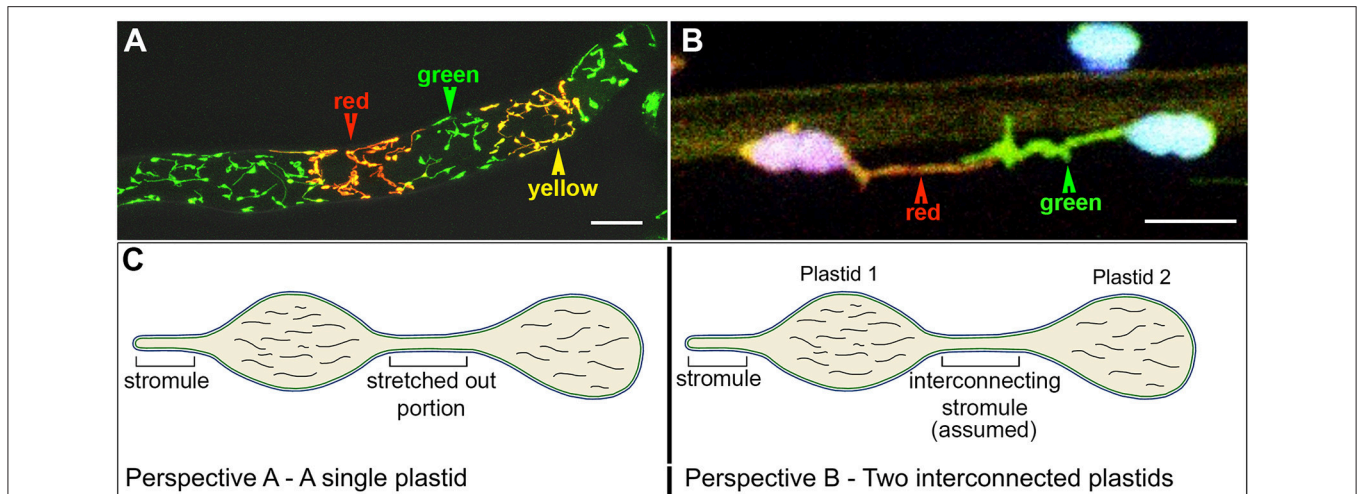 A
green
red
yellow
B
red
green
C
stromule
stretched out
portion
Perspective A - A single plastid
Plastid 1
Plastid 2
stromule
interconnecting
stromule
(assumed)
Perspective B - Two interconnected plastids